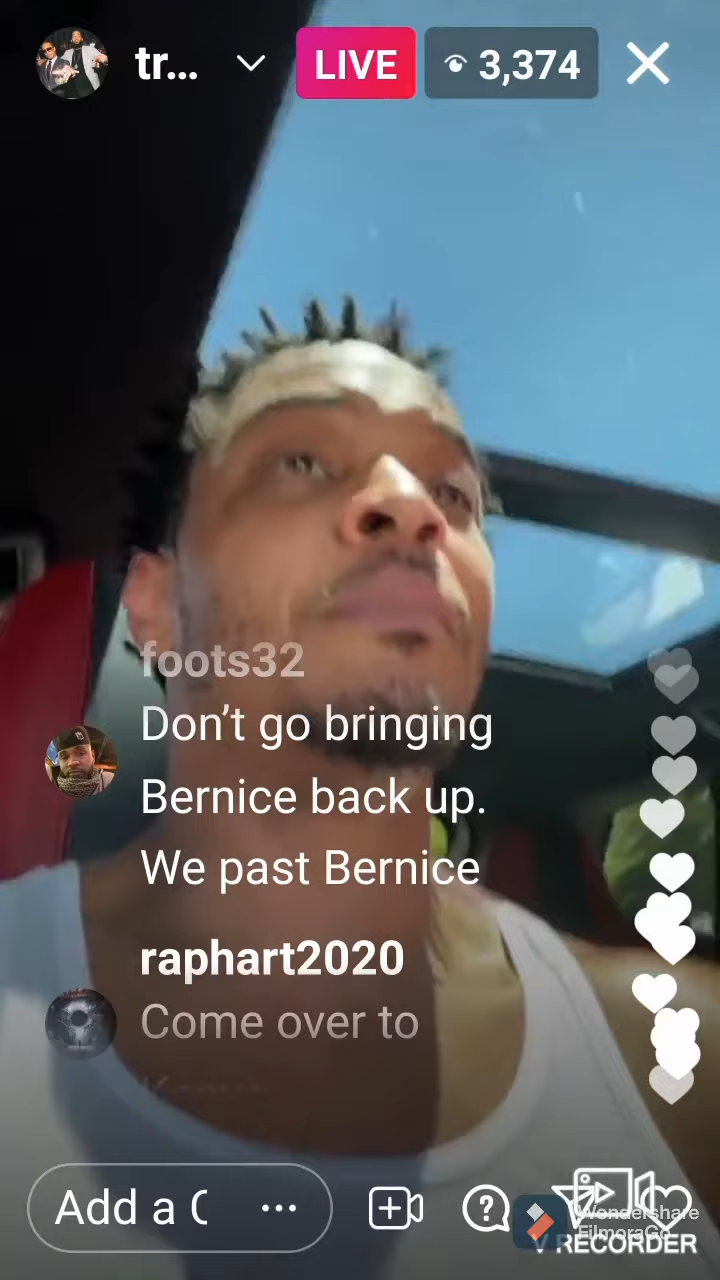 tr...
LIVE
3,374
foots32
Don't go bringing
Bernice back up.
We past Bernice
raphart2020
Come over to
Add a C
Wondershare
FilmoraGo
V RECORDER